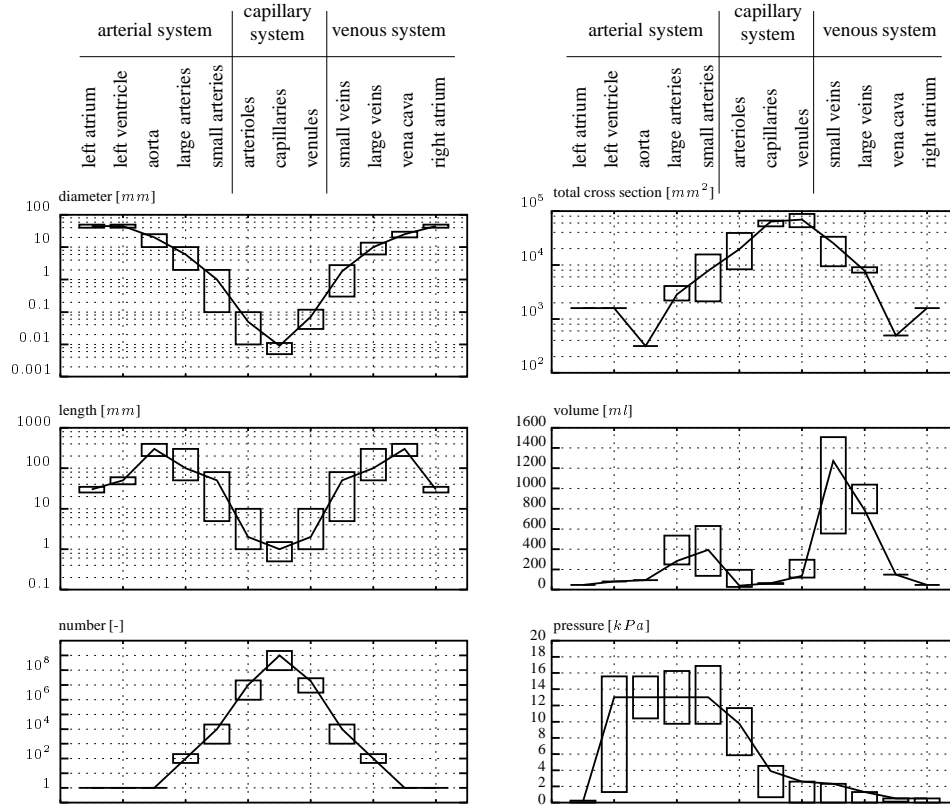 capillary
arterial system
system
venous system
left atrium
left ventricle
aorta
large arteries
small arteries
arterioles
capillaries
venules
small veins
large veins
vena cava
right atrium
diameter [mm]
100
10
1
0.1
0.01
0.001
length [mm]
1000
100
10
1
0.1
number [-]
10^8
10^6
10^4
10^2
1
capillary
arterial system
system
venous system
left atrium
left ventricle
aorta
large arteries
small arteries
arterioles
capillaries
venules
small veins
large veins
vena cava
right atrium
total cross section [mm^2]
10^5
10^4
10^3
10^2
volume [ml]
1600
1400
1200
1000
800
600
400
200
0
pressure [kPa]
20
18
16
14
12
10
8
6
4
2
0